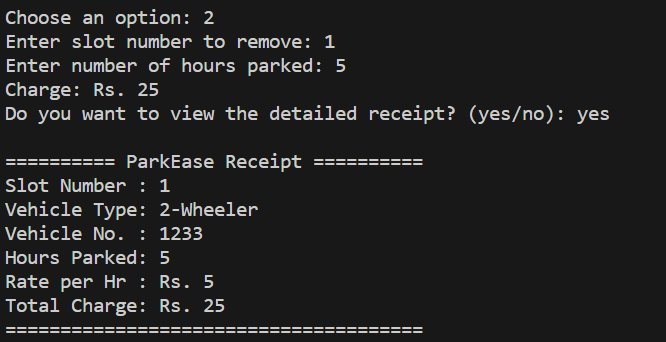 Choose an option: 2
Enter slot number to remove: 1
Enter number of hours parked: 5
Charge: Rs. 25
Do you want to view the detailed receipt? (yes/no): yes

========== ParkEase Receipt ==========
Slot Number : 1
Vehicle Type: 2-Wheeler
Vehicle No. : 1233
Hours Parked: 5
Rate per Hr : Rs. 5
Total Charge: Rs. 25
======================================